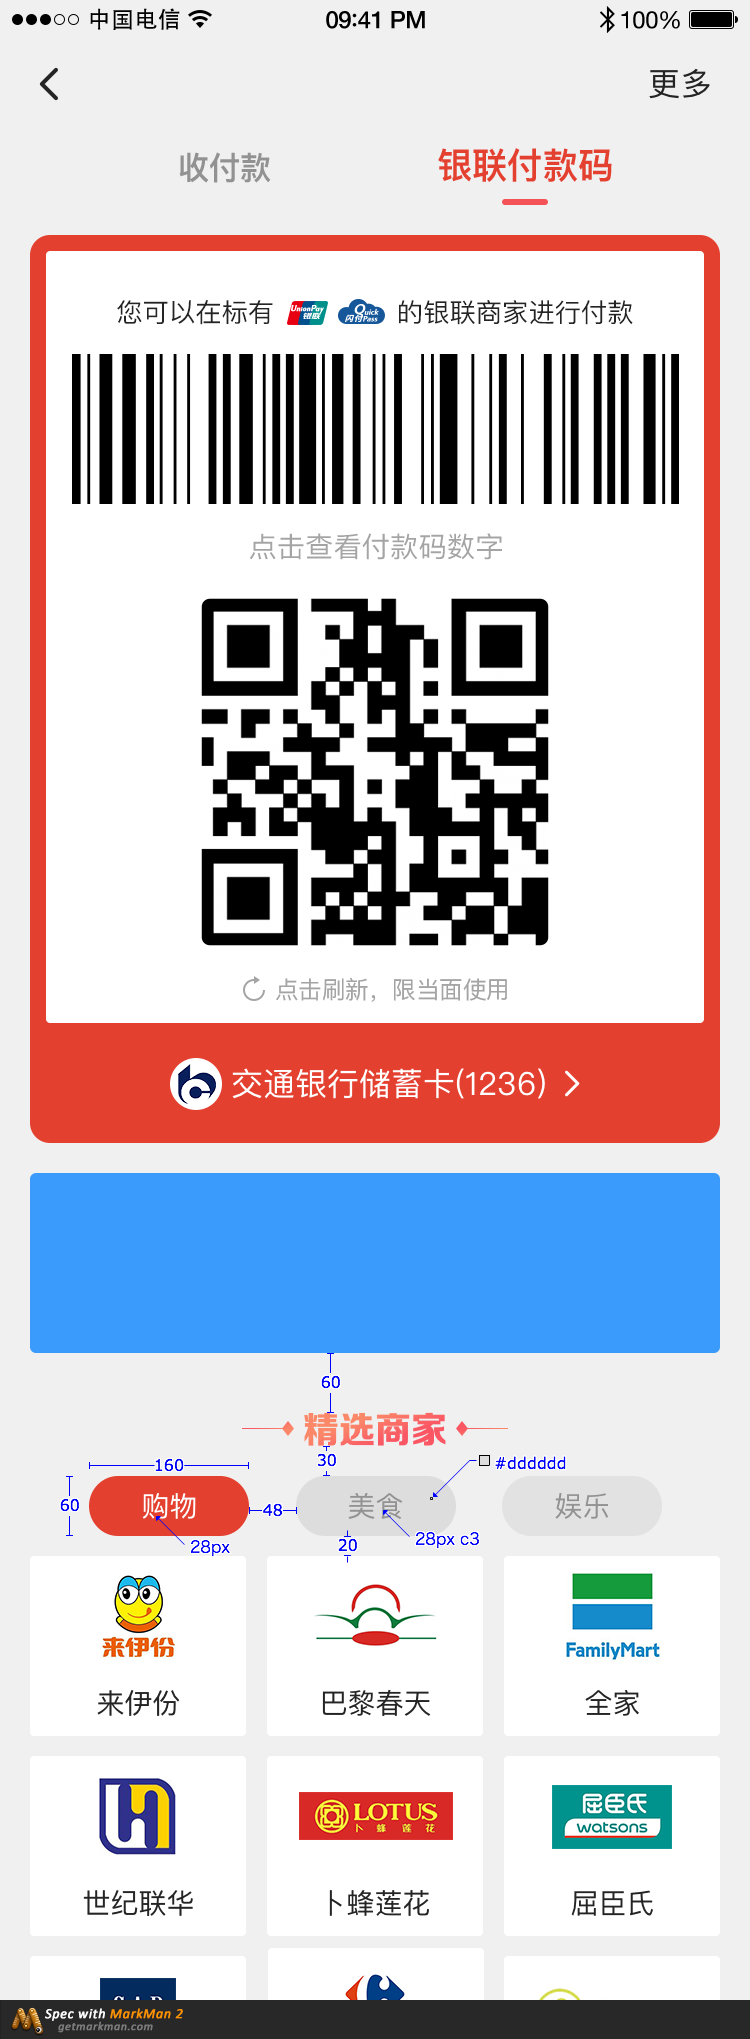 中国电信 09:41 PM 100%
更多
收付款 银联付款码
您可以在标有 UnionPay 银联 Quick Pass 闪付 的银联商家进行付款
点击查看付款码数字
点击刷新，限当面使用
交通银行储蓄卡(1236)
60
精选商家
30
160 #dddddd
60 购物 48 美食 娱乐
28px 20 28px c3
来伊份 FamilyMart
来伊份 巴黎春天 全家
LOTUS 卜蜂莲花 屈臣氏 watsons
世纪联华 卜蜂莲花 屈臣氏
Spec with MarkMan 2
getmarkman.com